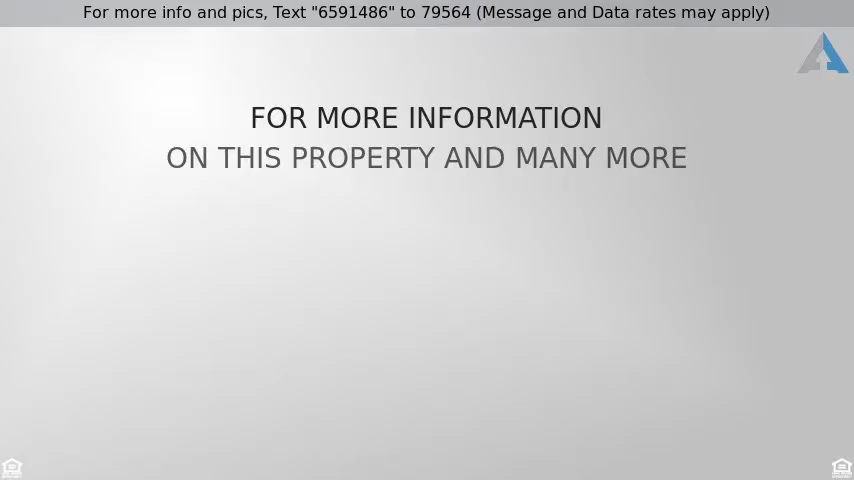 For more info and pics, Text "6591486" to 79564 (Message and Data rates may apply)
FOR MORE INFORMATION
ON THIS PROPERTY AND MANY MORE